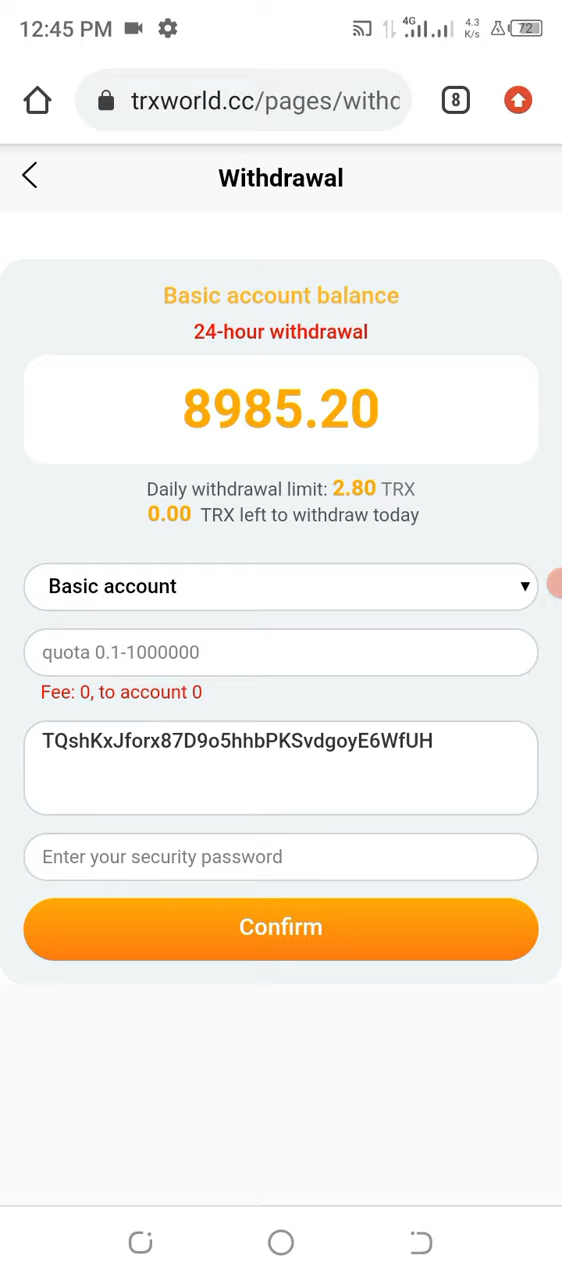 12:45 PM 4G 4.3 K/s 72
trxworld.cc/pages/withd 8
Withdrawal
Basic account balance
24-hour withdrawal
8985.20
Daily withdrawal limit: 2.80 TRX
0.00 TRX left to withdraw today
Basic account
quota 0.1-1000000
Fee: 0, to account 0
TQshKxJforx87D9o5hhbPKSvdgoyE6WfUH
Enter your security password
Confirm